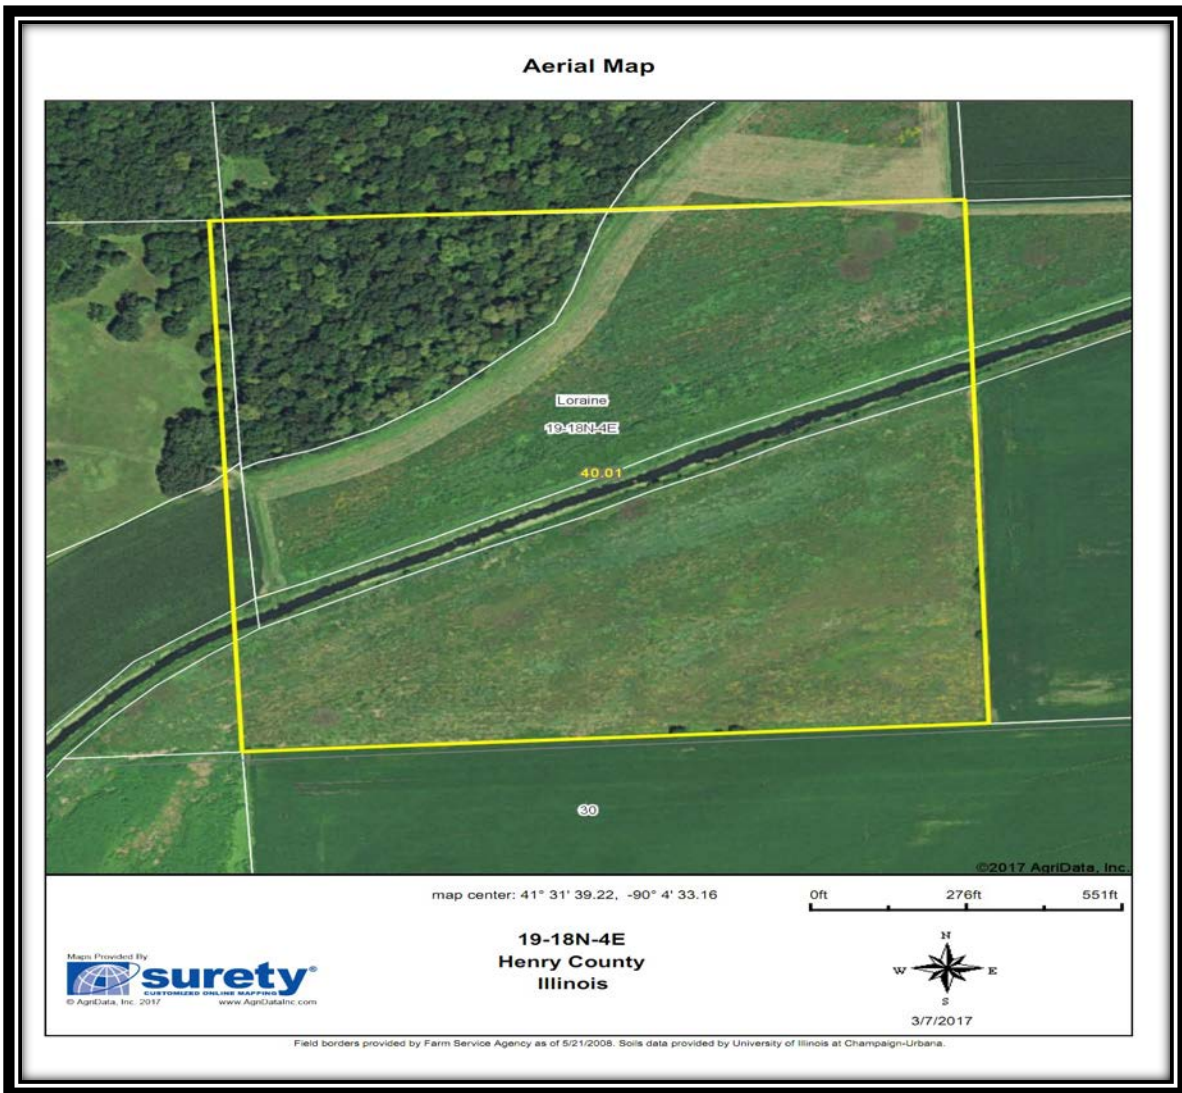 Aerial Map
Loraine
19-18N-4E
40.01
30
©2017 AgriData, Inc.
map center: 41° 31' 39.22, -90° 4' 33.16
0ft 276ft 551ft
19-18N-4E
Henry County
Illinois
Maps Provided By
surety®
CUSTOMIZED ONLINE MAPPING
© AgriData, Inc. 2017 www.AgriDataInc.com
N
W E
S
3/7/2017
Field borders provided by Farm Service Agency as of 5/21/2008. Soils data provided by University of Illinois at Champaign-Urbana.